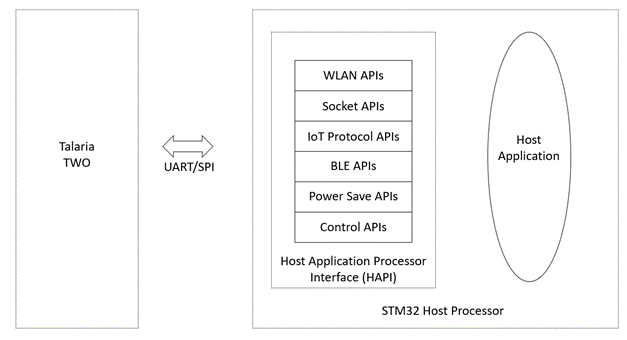 Talaria
TWO
UART/SPI
WLAN APIs
Socket APIs
IoT Protocol APIs
BLE APIs
Power Save APIs
Control APIs
Host Application Processor
Interface (HAPI)
Host
Application
STM32 Host Processor